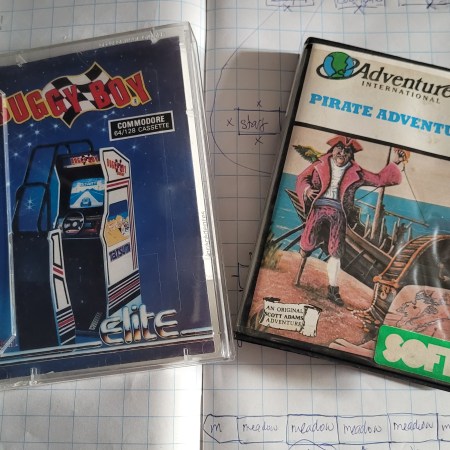 BUGGY BOY
COMMODORE
64/128 CASSETTE
elite
Adventure
INTERNATIONAL
PIRATE ADVENTU
AN ORIGINAL
SCOTT ADAMS
ADVENTURE
SOFT
x
x start x
x
m meadow meadow meadow meadow m